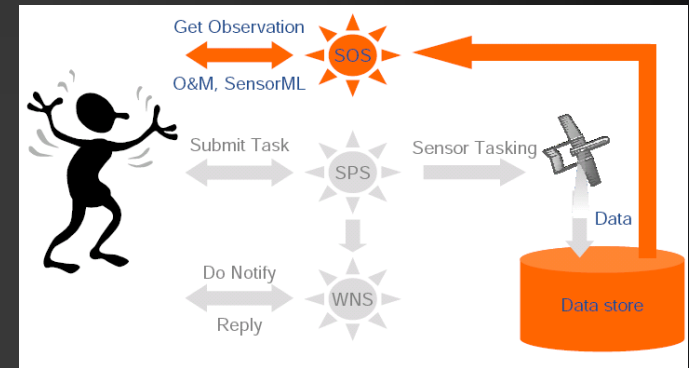 Get Observation
SOS
O&M, SensorML
Submit Task
SPS
Sensor Tasking
Data
Do Notify
WNS
Reply
Data store